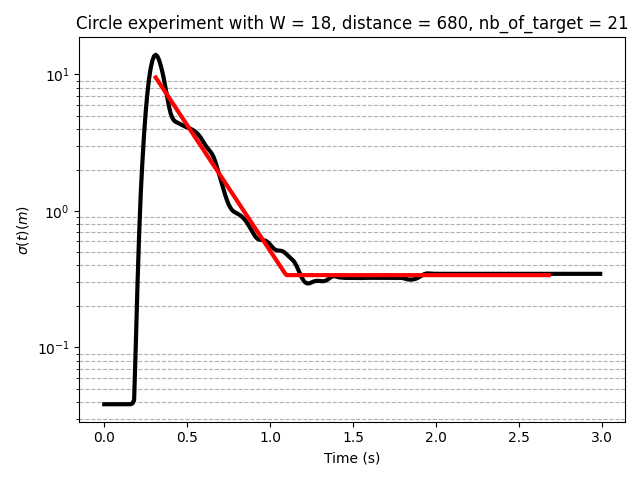 Circle experiment with W = 18, distance = 680, nb_of_target = 21
10¹
10⁰
10⁻¹
σ(t)(m)
0.0 0.5 1.0 1.5 2.0 2.5 3.0
Time (s)